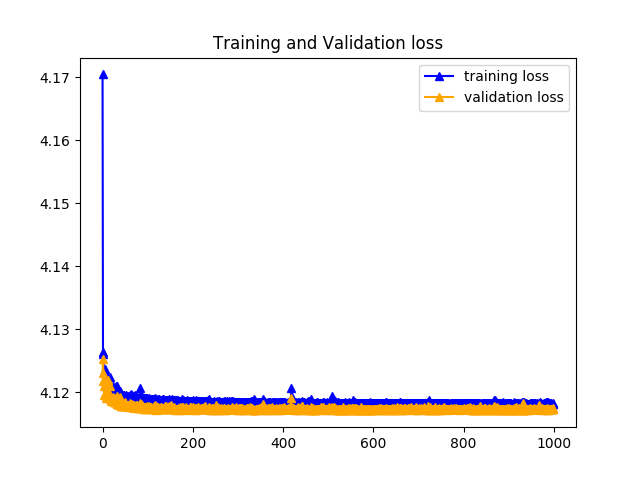 Training and Validation loss
training loss
validation loss
4.17
4.16
4.15
4.14
4.13
4.12
0 200 400 600 800 1000